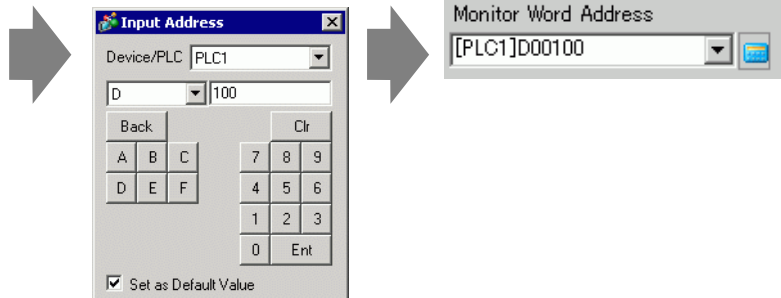 Input Address
Device/PLC PLC1
D 100
Back Clr
A B C 7 8 9
D E F 4 5 6
1 2 3
0 Ent
Set as Default Value
Monitor Word Address
[PLC1]D00100